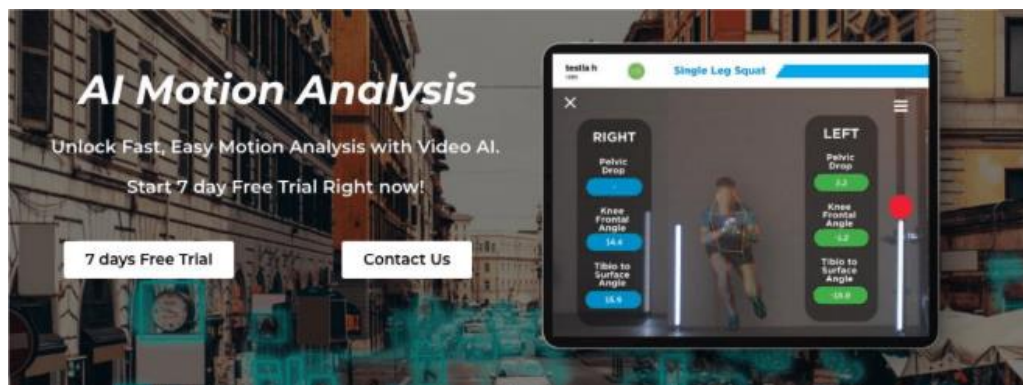 AI Motion Analysis
Unlock Fast, Easy Motion Analysis with Video AI.
Start 7 day Free Trial Right now!
7 days Free Trial
Contact Us
testla h
Single Leg Squat
RIGHT
Pelvic
Drop
-
Knee
Frontal
Angle
14.4
Tibio to
Surface
Angle
LEFT
Pelvic
Drop
Knee
Frontal
Angle
Tibio to
Surface
Angle